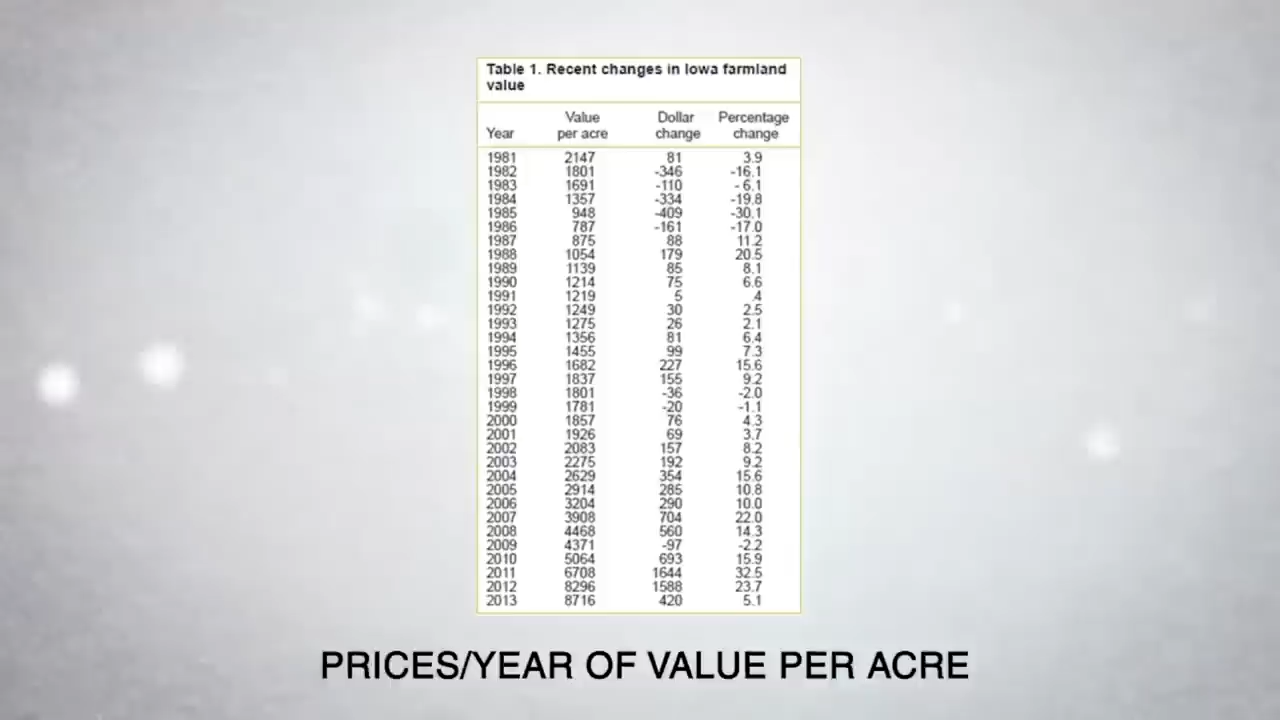 Table 1. Recent changes in Iowa farmland
value
Value Dollar Percentage
Year per acre change change
1981 2147 81 3.9
1982 1801 -346 -16.1
1983 1691 -110 - 6.1
1984 1357 -334 -19.8
1985 948 -409 -30.1
1986 787 -161 -17.0
1987 875 88 11.2
1988 1054 179 20.5
1989 1139 85 8.1
1990 1214 75 6.6
1991 1219 5 .4
1992 1249 30 2.5
1993 1275 26 2.1
1994 1356 81 6.4
1995 1455 99 7.3
1996 1682 227 15.6
1997 1837 155 9.2
1998 1801 -36 -2.0
1999 1781 -20 -1.1
2000 1857 76 4.3
2001 1926 69 3.7
2002 2083 157 8.2
2003 2275 192 9.2
2004 2629 354 15.6
2005 2914 285 10.8
2006 3204 290 10.0
2007 3908 704 22.0
2008 4468 560 14.3
2009 4371 -97 -2.2
2010 5064 693 15.9
2011 6708 1644 32.5
2012 8296 1588 23.7
2013 8716 420 5.1
PRICES/YEAR OF VALUE PER ACRE